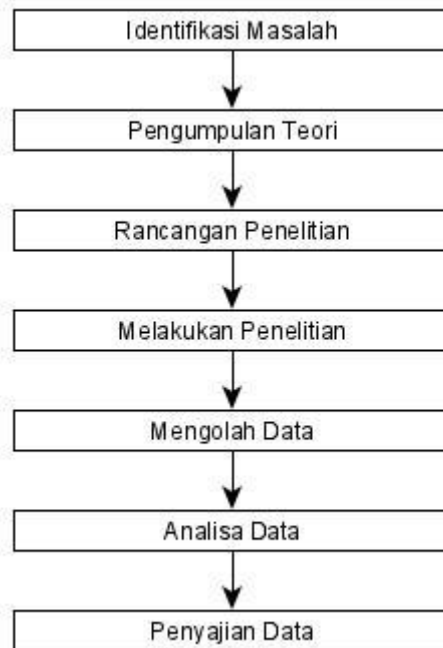 Identifikasi Masalah
Pengumpulan Teori
Rancangan Penelitian
Melakukan Penelitian
Mengolah Data
Analisa Data
Penyajian Data